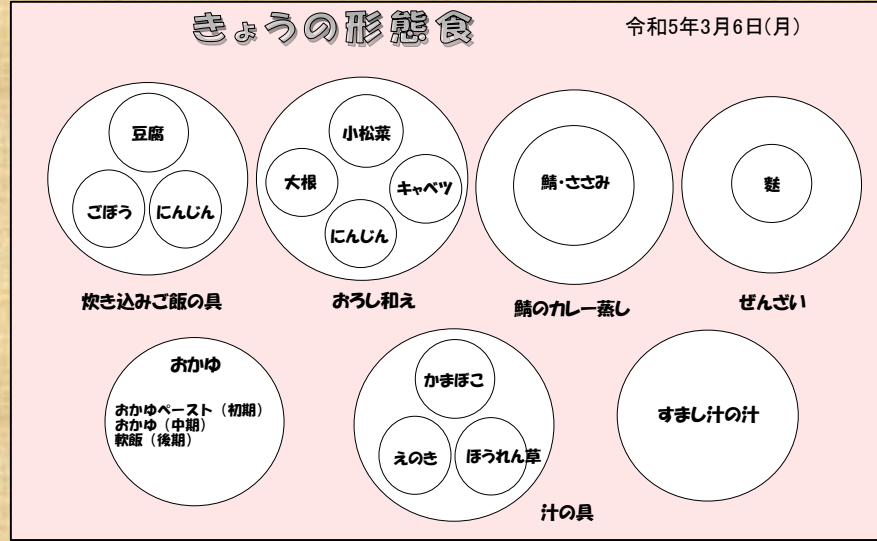 きょうの形態食
令和5年3月6日(月)
豆腐
ごぼう
にんじん
炊き込みご飯の具
小松菜
大根
キャベツ
にんじん
おろし和え
鯖・ささみ
鯖のカレー蒸し
麩
ぜんざい
おかゆ
おかゆペースト（初期）
おかゆ（中期）
軟飯（後期）
かまぼこ
えのき
ほうれん草
汁の具
すまし汁の汁